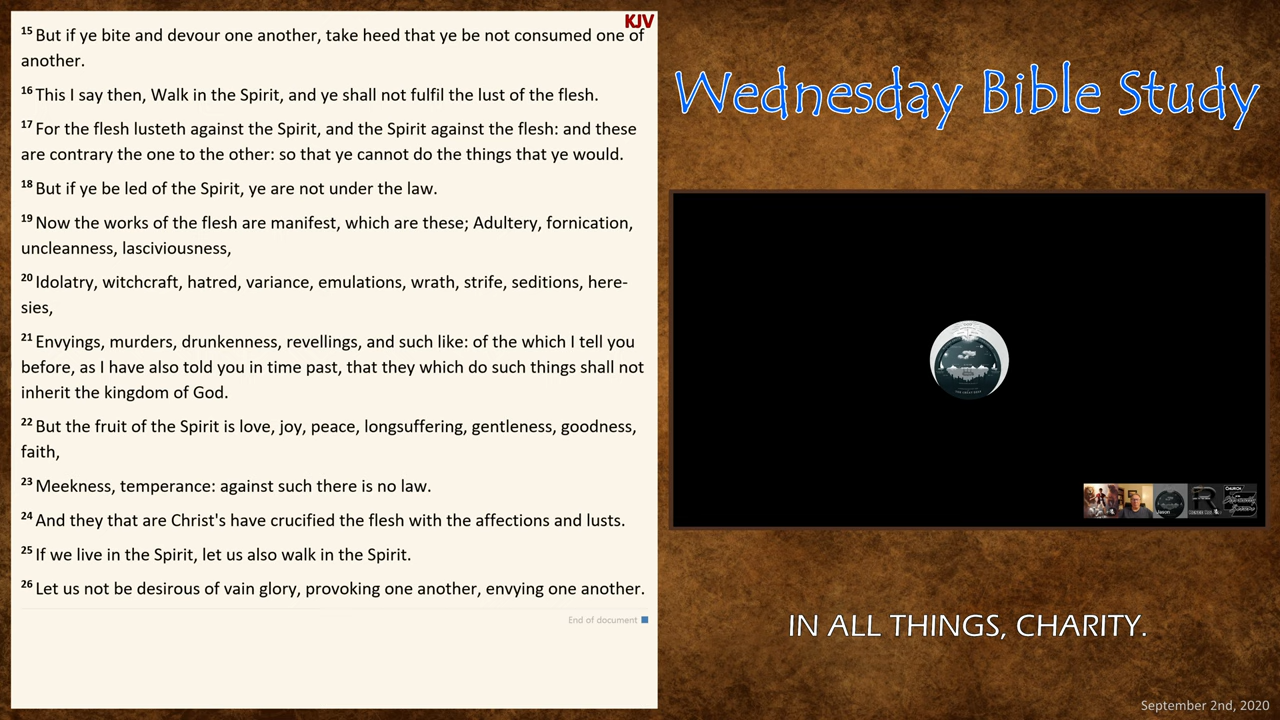 KJV
15 But if ye bite and devour one another, take heed that ye be not consumed one of
another.
16 This I say then, Walk in the Spirit, and ye shall not fulfil the lust of the flesh.
17 For the flesh lusteth against the Spirit, and the Spirit against the flesh: and these
are contrary the one to the other: so that ye cannot do the things that ye would.
18 But if ye be led of the Spirit, ye are not under the law.
19 Now the works of the flesh are manifest, which are these; Adultery, fornication,
uncleanness, lasciviousness,
20 Idolatry, witchcraft, hatred, variance, emulations, wrath, strife, seditions, here-
sies,
21 Envyings, murders, drunkenness, revellings, and such like: of the which I tell you
before, as I have also told you in time past, that they which do such things shall not
inherit the kingdom of God.
22 But the fruit of the Spirit is love, joy, peace, longsuffering, gentleness, goodness,
faith,
23 Meekness, temperance: against such there is no law.
24 And they that are Christ's have crucified the flesh with the affections and lusts.
25 If we live in the Spirit, let us also walk in the Spirit.
26 Let us not be desirous of vain glory, provoking one another, envying one another.
End of document
Wednesday Bible Study
IN ALL THINGS, CHARITY.
September 2nd, 2020